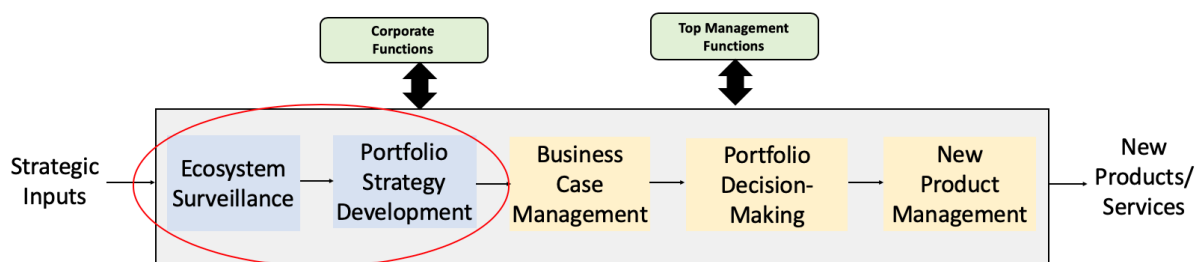 Corporate
Functions
Top Management
Functions
Strategic
Inputs
Ecosystem
Surveillance
Portfolio
Strategy
Development
Business
Case
Management
Portfolio
Decision-
Making
New
Product
Management
New
Products/
Services